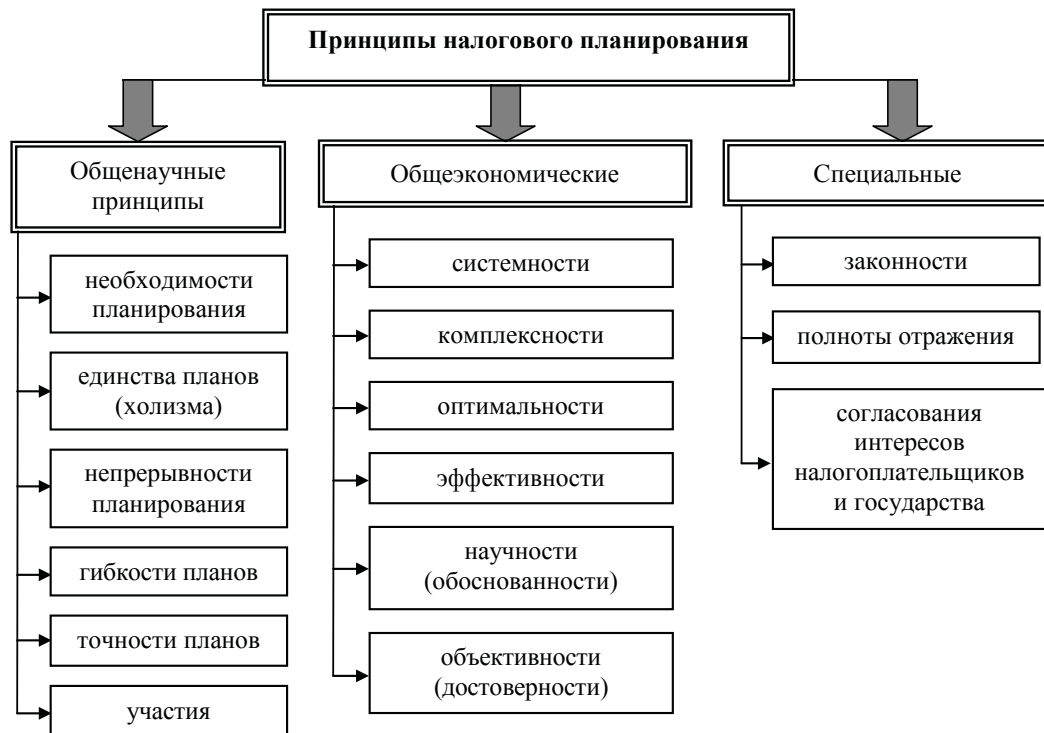 Принципы налогового планирования
Общенаучные
принципы
необходимости
планирования
единства планов
(холизма)
непрерывности
планирования
гибкости планов
точности планов
участия
Общеэкономические
системности
комплексности
оптимальности
эффективности
научности
(обоснованности)
объективности
(достоверности)
Специальные
законности
полноты отражения
согласования
интересов
налогоплательщиков
и государства